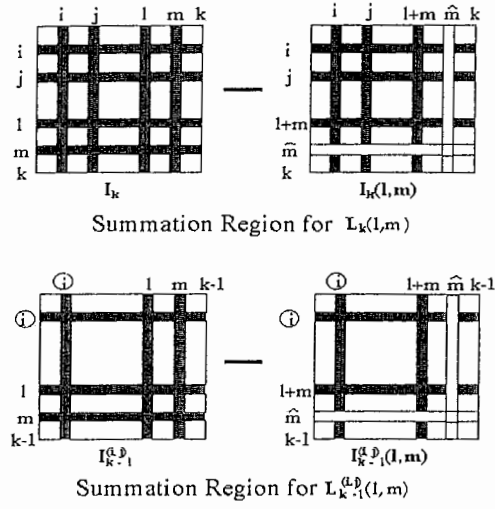 i j l m k
i j l+m m̂ k
i
j
l
m
k
i
j
l+m
m̂
k
I_k
I_k(l,m)
Summation Region for L_k(l,m)
i l m k-1
i l+m m̂ k-1
i
l
m
k-1
i
l+m
m̂
k-1
I_{k-1}^{(i,j)}
I_{k-1}^{(i,j)}(l,m)
Summation Region for L_{k-1}^{(i,j)}(l,m)